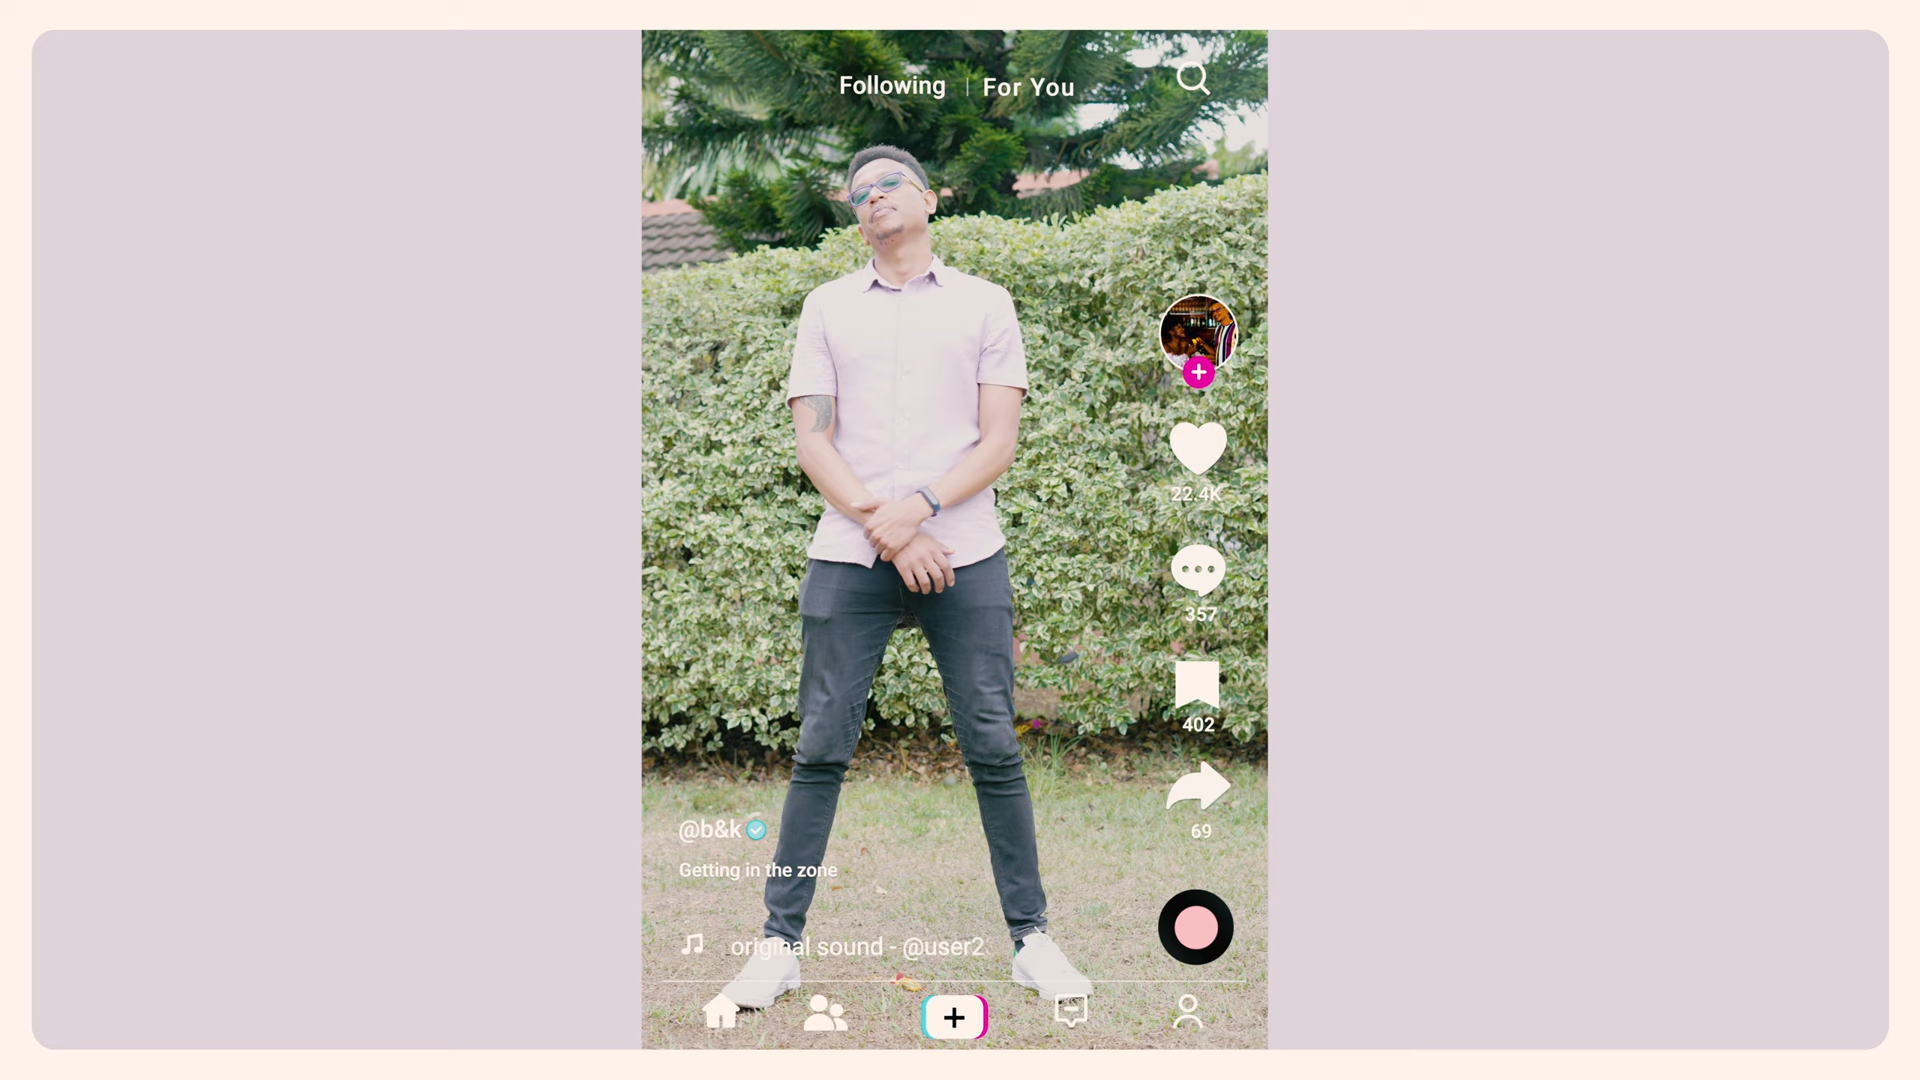 Following | For You
22.4K
357
402
69
@b&k
Getting in the zone
original sound - @user2